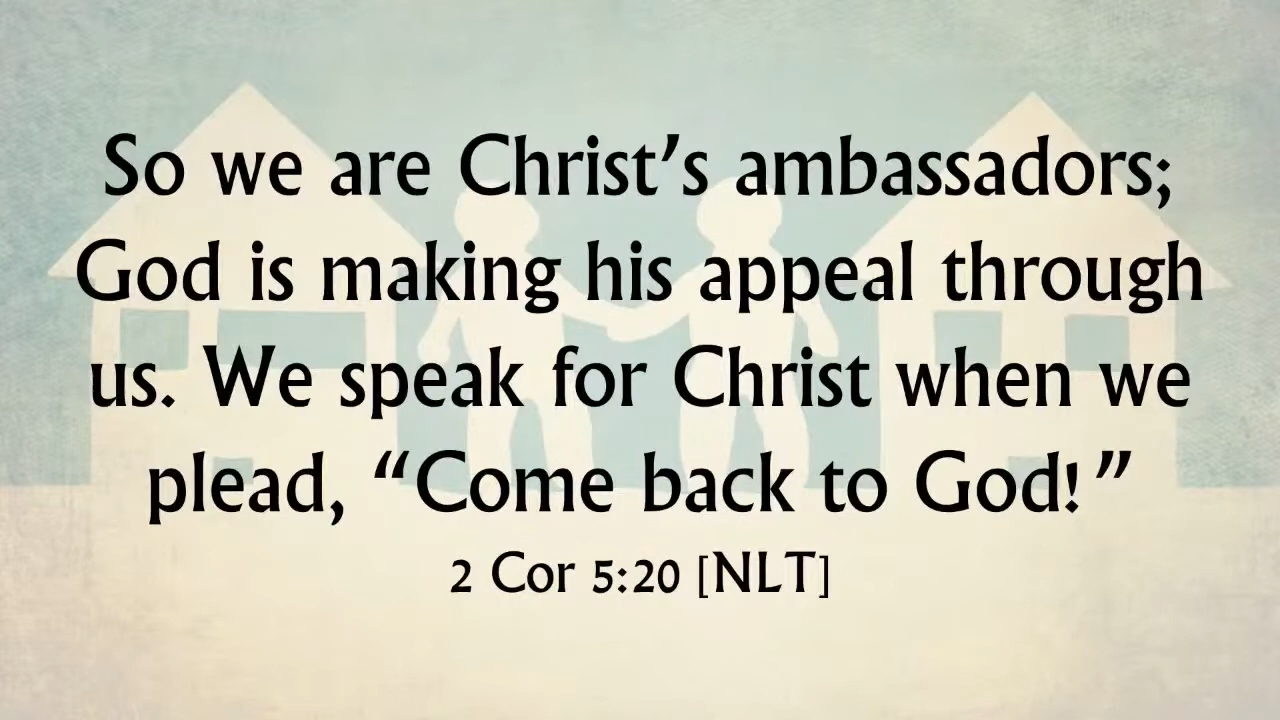 So we are Christ’s ambassadors;
God is making his appeal through
us. We speak for Christ when we
plead, “Come back to God!”
2 Cor 5:20 [NLT]